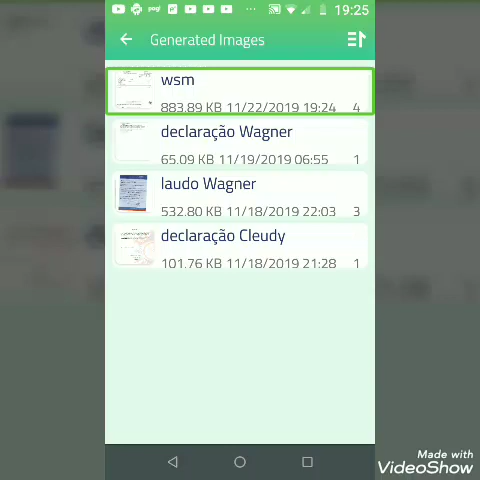 pag!
19:25
Generated Images
wsm
883.89 KB 11/22/2019 19:24 4
declaração Wagner
65.09 KB 11/19/2019 06:55 1
laudo Wagner
532.80 KB 11/18/2019 22:03 3
declaração Cleudy
101.76 KB 11/18/2019 21:28 1
Made with
VideoShow